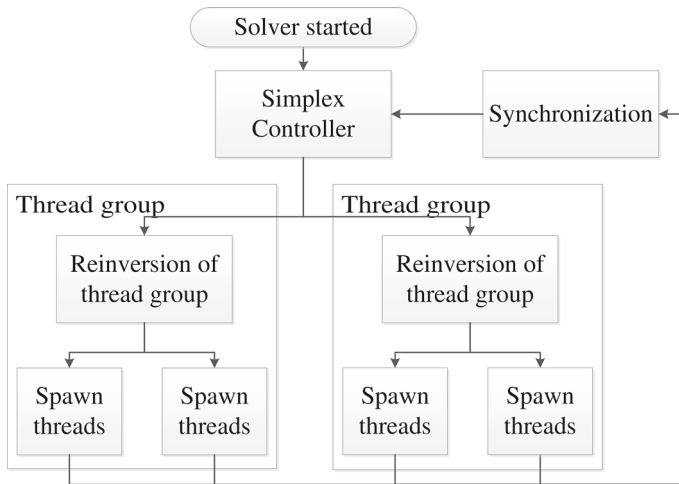 Solver started
Simplex
Controller
Synchronization
Thread group
Thread group
Reinversion of
thread group
Reinversion of
thread group
Spawn
threads
Spawn
threads
Spawn
threads
Spawn
threads